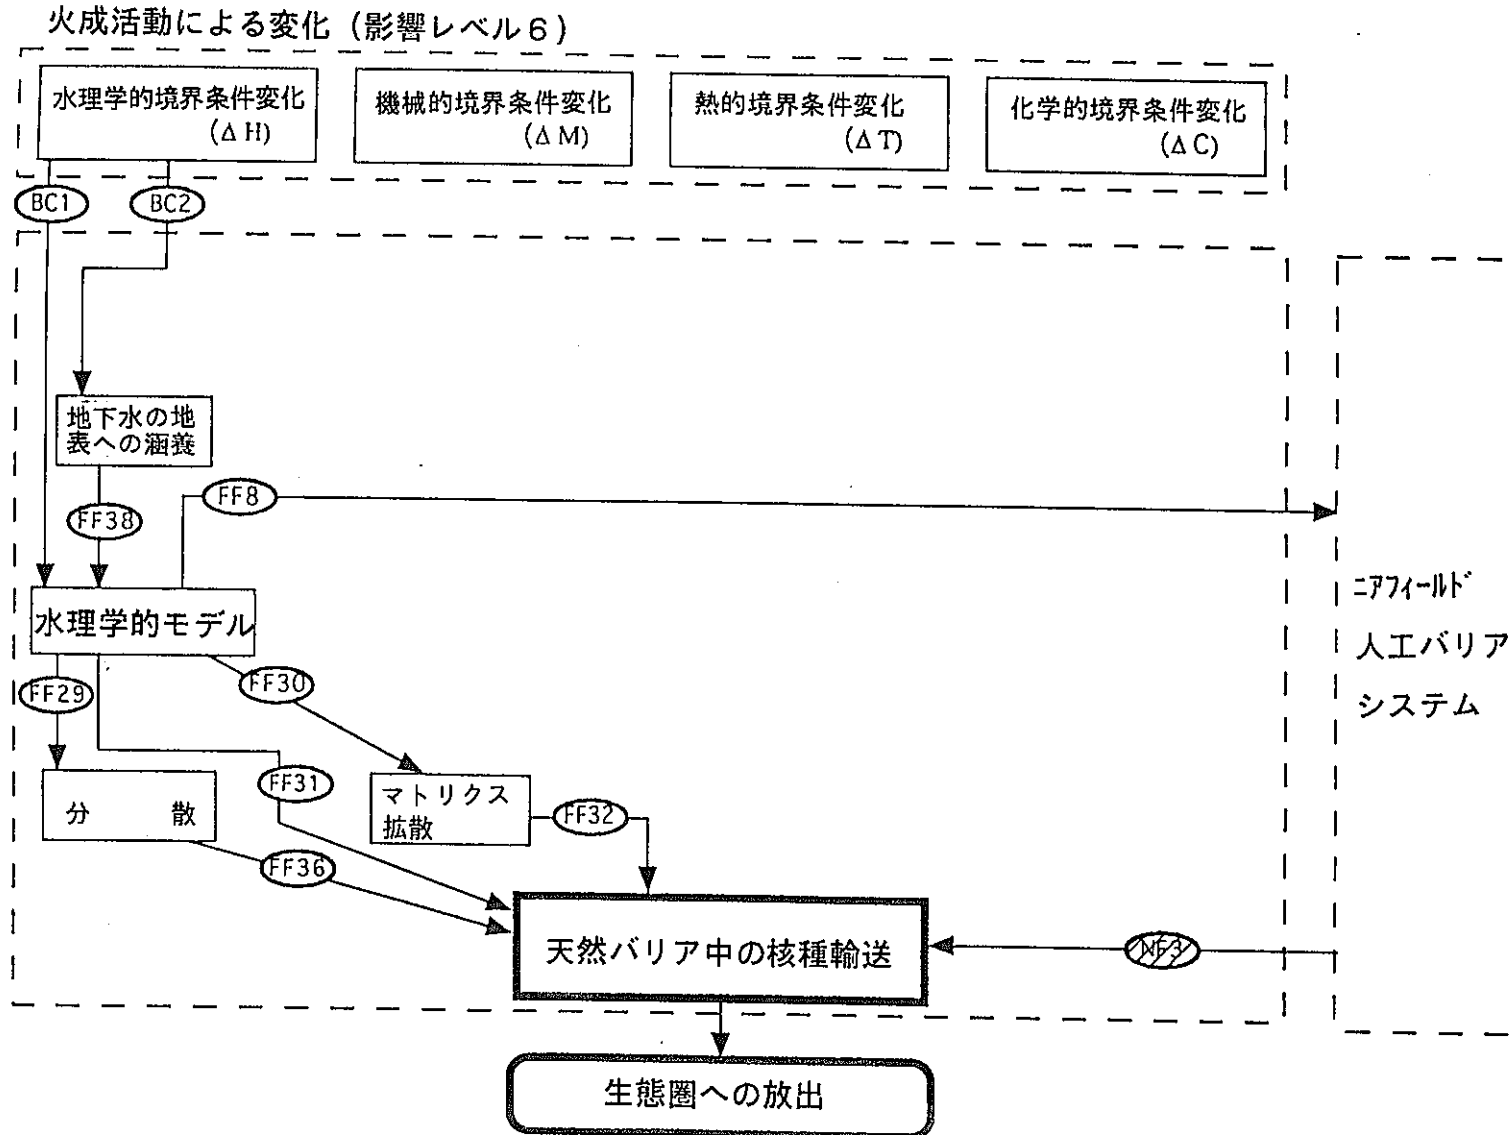 火成活動による変化（影響レベル６）
水理学的境界条件変化
(Δ H)
機械的境界条件変化
(Δ M)
熱的境界条件変化
(Δ T)
化学的境界条件変化
(Δ C)
BC1
BC2
地下水の地
表への涵養
FF8
FF38
水理学的モデル
ﾆｱﾌｨｰﾙﾄﾞ
人工バリア
システム
FF29
FF30
FF31
分　　散
マトリクス
拡散
FF32
FF36
天然バリア中の核種輸送
NF3
生態圏への放出